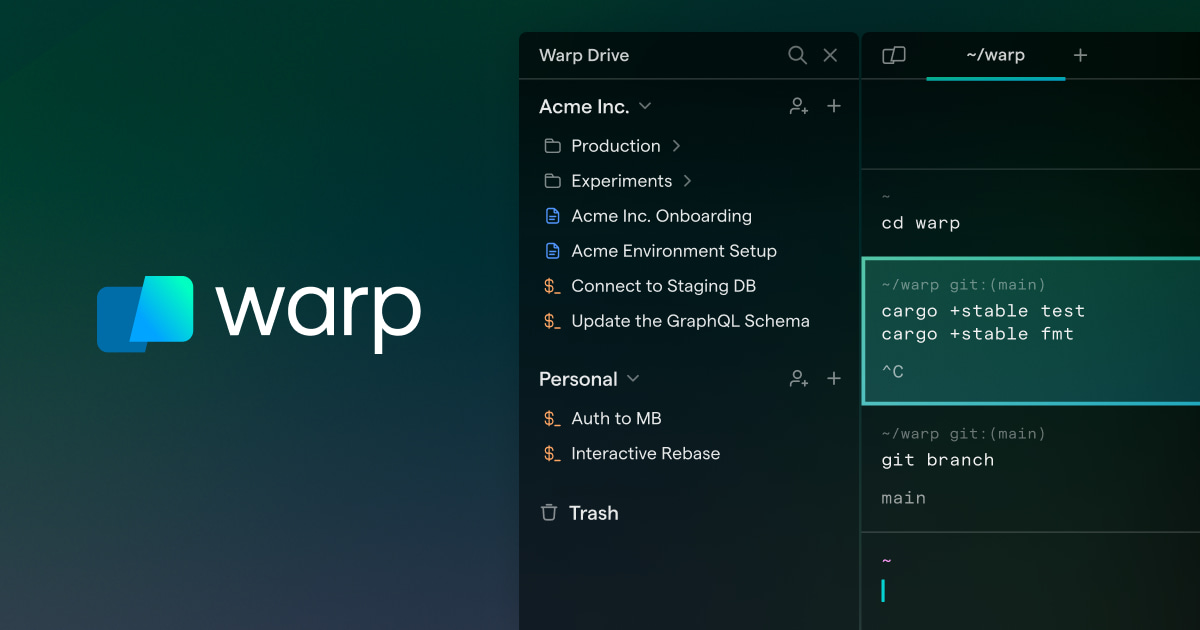 warp
Warp Drive
Acme Inc.
Production
Experiments
Acme Inc. Onboarding
Acme Environment Setup
$_ Connect to Staging DB
$_ Update the GraphQL Schema
Personal
$_ Auth to MB
$_ Interactive Rebase
Trash
~/warp
~
cd warp
~/warp git:(main)
cargo +stable test
cargo +stable fmt
^C
~/warp git:(main)
git branch
main
~